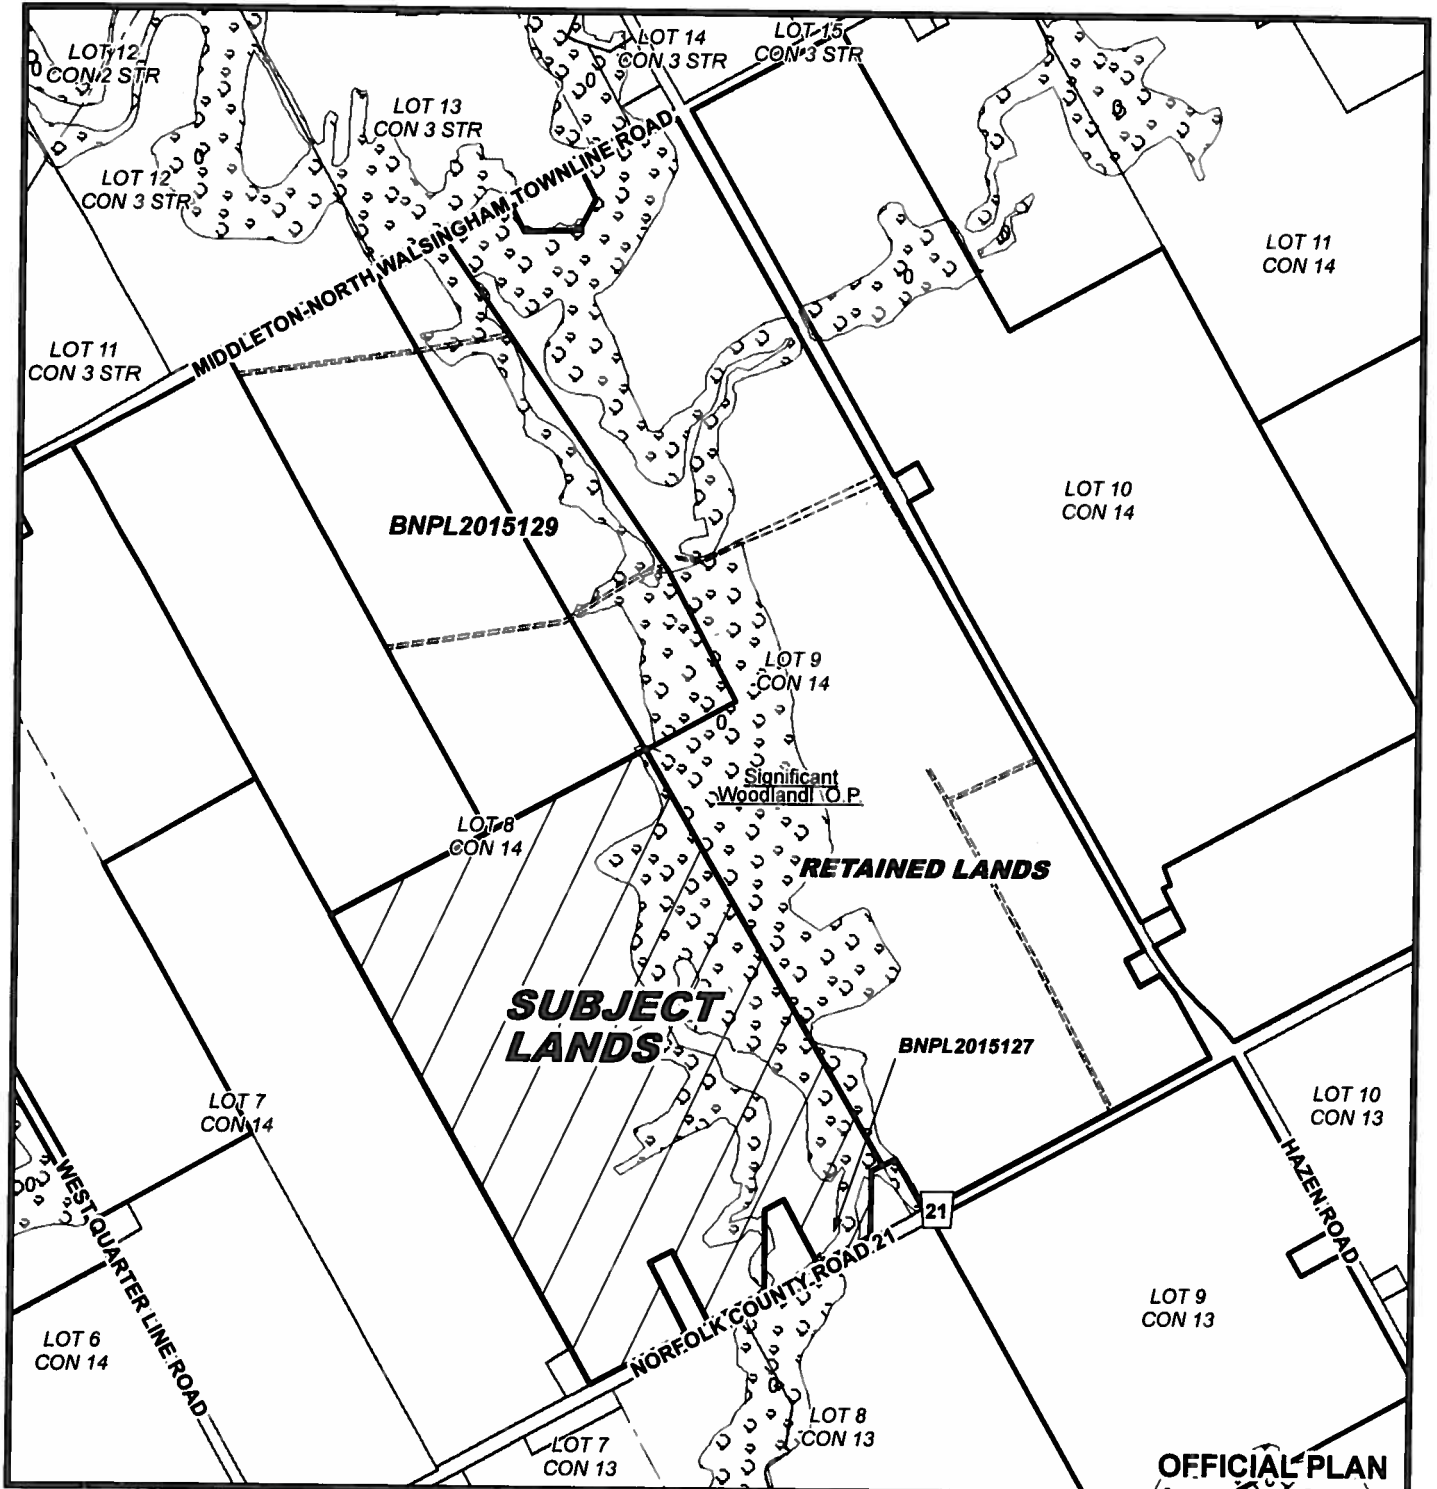 LOT 12
CON 2 STR
LOT 14
CON 3 STR
LOT 15
CON 3 STR
LOT 13
CON 3 STR
LOT 12
CON 3 STR
MIDDLETON-NORTH WALSINGHAM TOWNLINE ROAD
LOT 11
CON 14
LOT 11
CON 3 STR
LOT 10
CON 14
BNPL2015129
LOT 9
CON 14
Significant
Woodland O.P.
LOT 8
CON 14
RETAINED LANDS
SUBJECT
LANDS
BNPL2015127
LOT 7
CON 14
LOT 10
CON 13
HAZEN ROAD
WEST QUARTER LINE ROAD
21
NORFOLK COUNTY ROAD 21
LOT 9
CON 13
LOT 6
CON 14
LOT 8
CON 13
LOT 7
CON 13
OFFICIAL PLAN